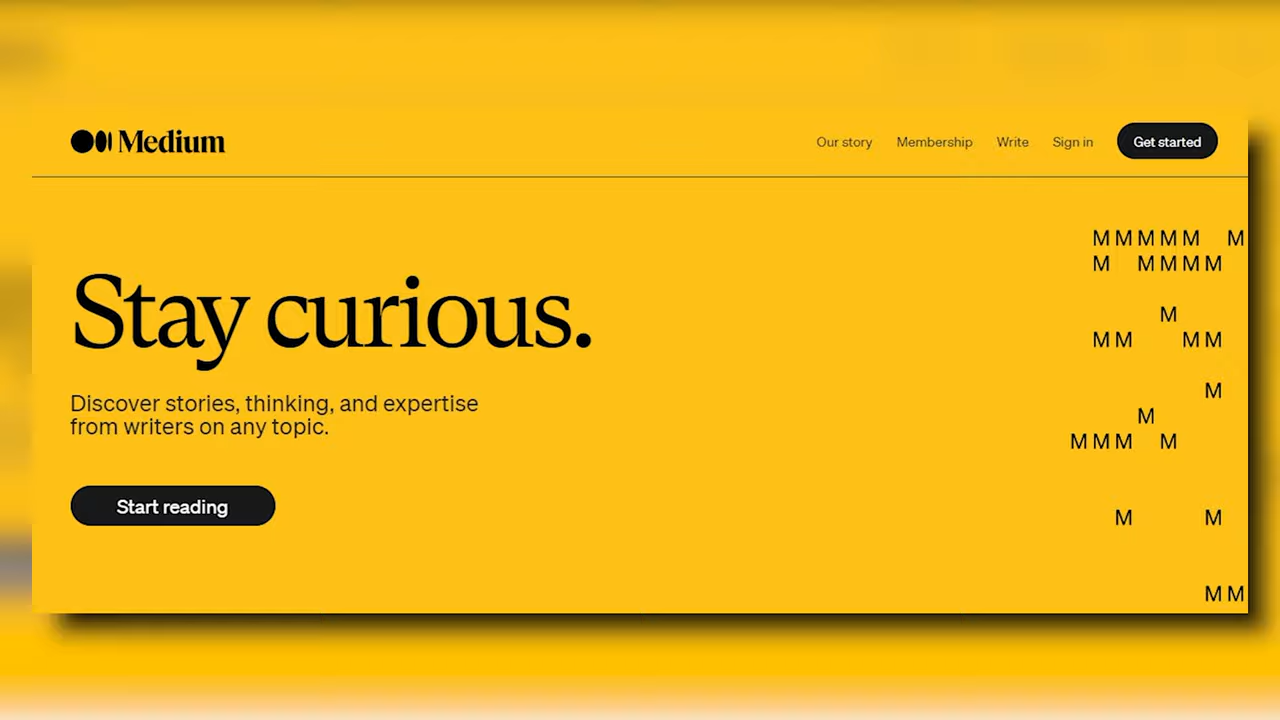 Medium
Our story Membership Write Sign in Get started
Stay curious.
Discover stories, thinking, and expertise
from writers on any topic.
Start reading
M M M M M M
M M M M M
M
M M M M
M
M
M M M M
M M
M M